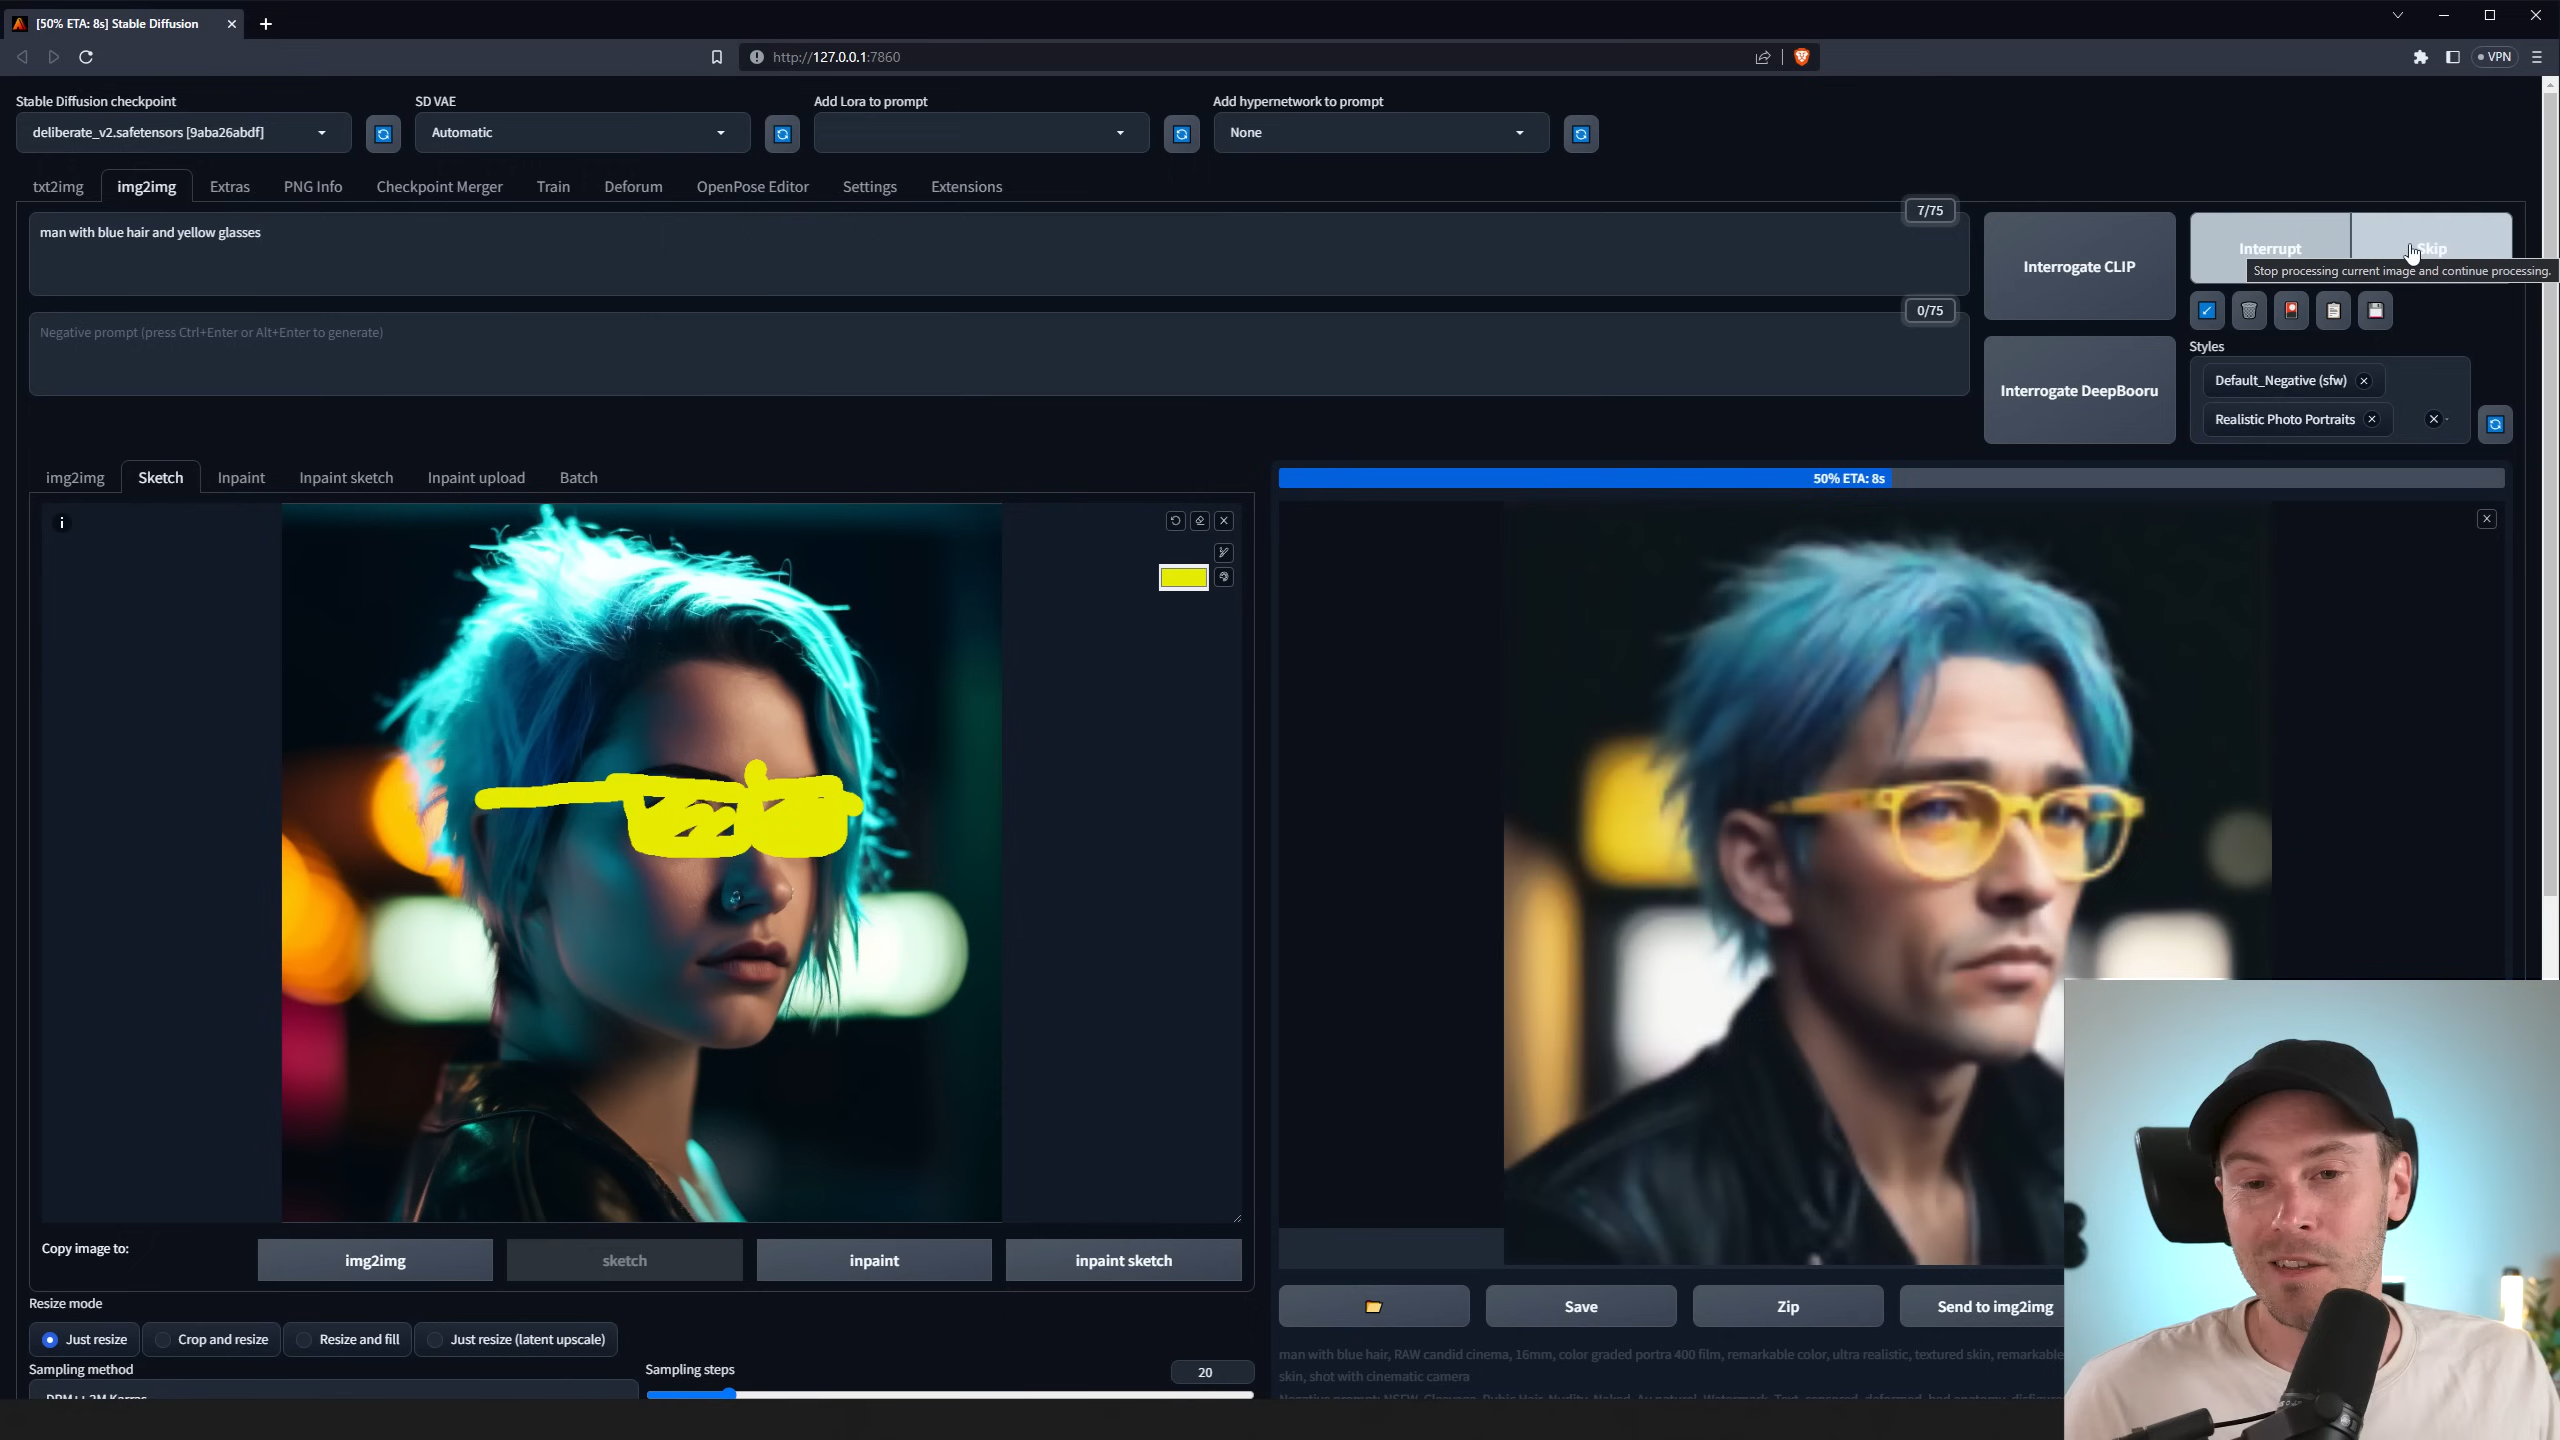 [50% ETA: 8s] Stable Diffusion
http://127.0.0.1:7860
VPN
Stable Diffusion checkpoint
SD VAE
Add Lora to prompt
Add hypernetwork to prompt
deliberate_v2.safetensors [9aba26abdf]
Automatic
None
txt2img
img2img
Extras
PNG Info
Checkpoint Merger
Train
Deforum
OpenPose Editor
Settings
Extensions
7/75
man with blue hair and yellow glasses
Interrogate CLIP
Interrupt
Skip
Stop processing current image and continue processing.
0/75
Negative prompt (press Ctrl+Enter or Alt+Enter to generate)
Interrogate DeepBooru
Styles
Default_Negative (sfw)
Realistic Photo Portraits
img2img
Sketch
Inpaint
Inpaint sketch
Inpaint upload
Batch
50% ETA: 8s
Copy image to:
img2img
sketch
inpaint
inpaint sketch
Resize mode
Just resize
Crop and resize
Resize and fill
Just resize (latent upscale)
Sampling method
Sampling steps
20
DPM++ 2M Karras
Save
Zip
Send to img2img
man with blue hair, RAW candid cinema, 16mm, color graded portra 400 film, remarkable color, ultra realistic, textured skin, remarkable
skin, shot with cinematic camera